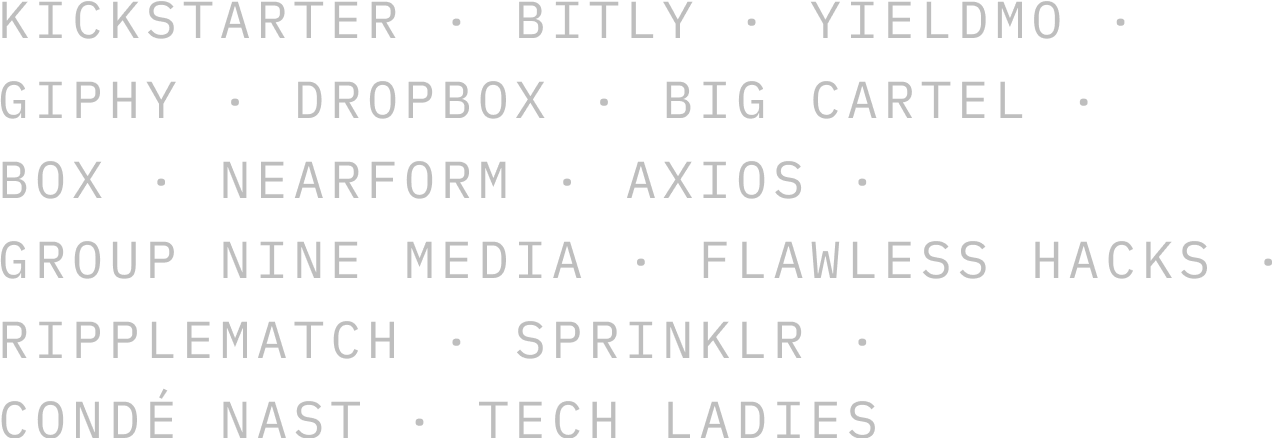 KICKSTARTER · BITLY · YIELDMO ·
GIPHY · DROPBOX · BIG CARTEL ·
BOX · NEARFORM · AXIOS ·
GROUP NINE MEDIA · FLAWLESS HACKS ·
RIPPLEMATCH · SPRINKLR ·
CONDÉ NAST · TECH LADIES